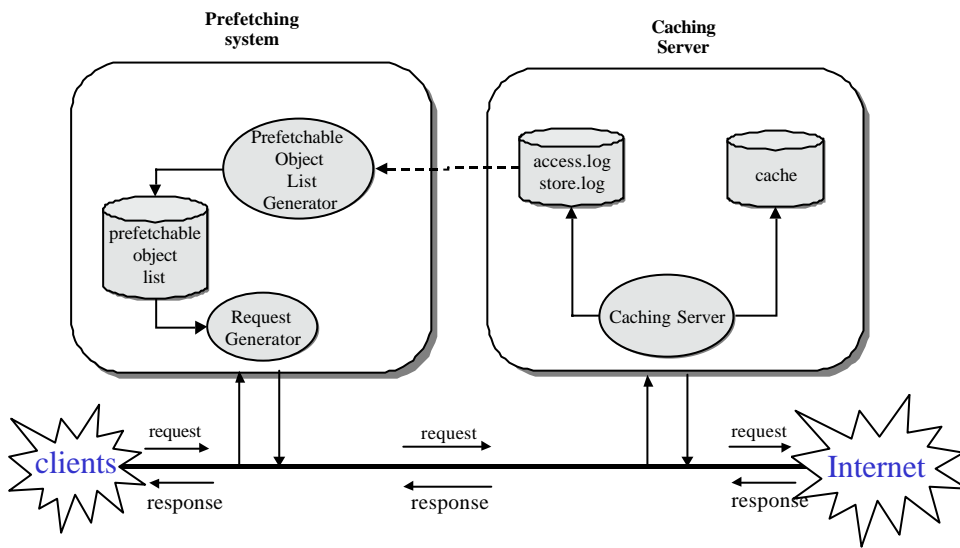 Prefetching
system
Caching
Server
Prefetchable
Object
List
Generator
access.log
store.log
cache
prefetchable
object
list
Request
Generator
Caching Server
request
request
request
clients
Internet
response
response
response